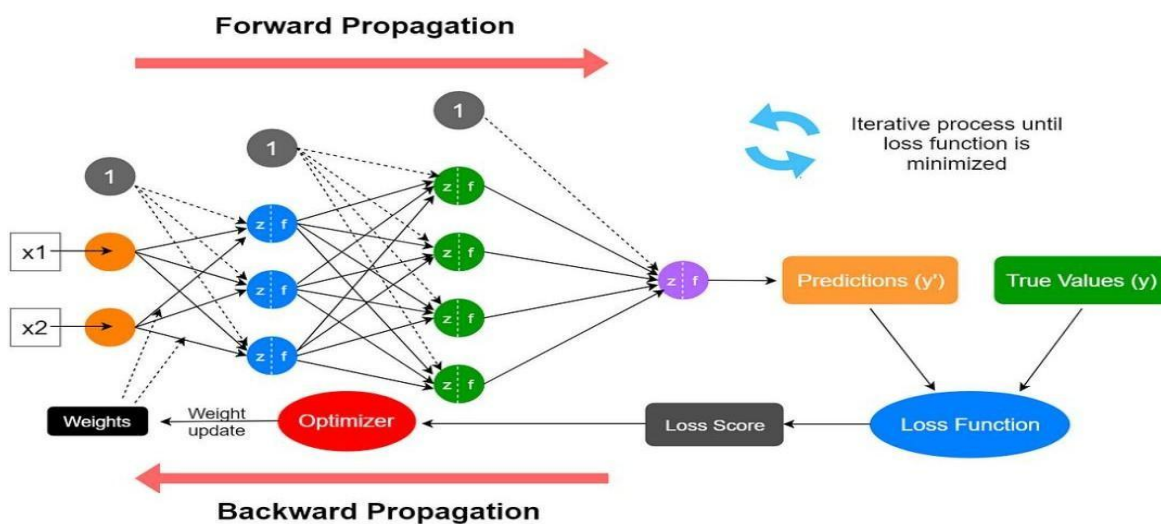 Forward Propagation
1
1
1
Iterative process until
loss function is
minimized
z f
z f
x1
z f
z f
Predictions (y')
True Values (y)
z f
z f
x2
z f
z f
Weights
Weight
update
Optimizer
Loss Score
Loss Function
Backward Propagation